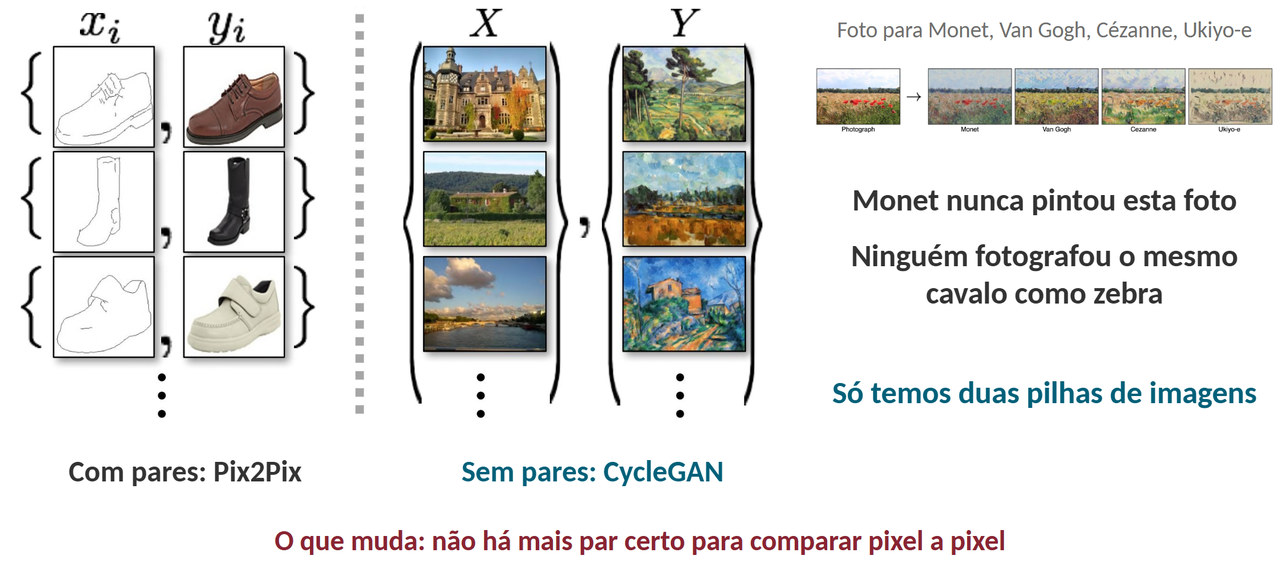 xi yi
X Y
Foto para Monet, Van Gogh, Cézanne, Ukiyo-e
Photograph → Monet Van Gogh Cezanne Ukiyo-e
Monet nunca pintou esta foto
Ninguém fotografou o mesmo
cavalo como zebra
Só temos duas pilhas de imagens
Com pares: Pix2Pix
Sem pares: CycleGAN
O que muda: não há mais par certo para comparar pixel a pixel